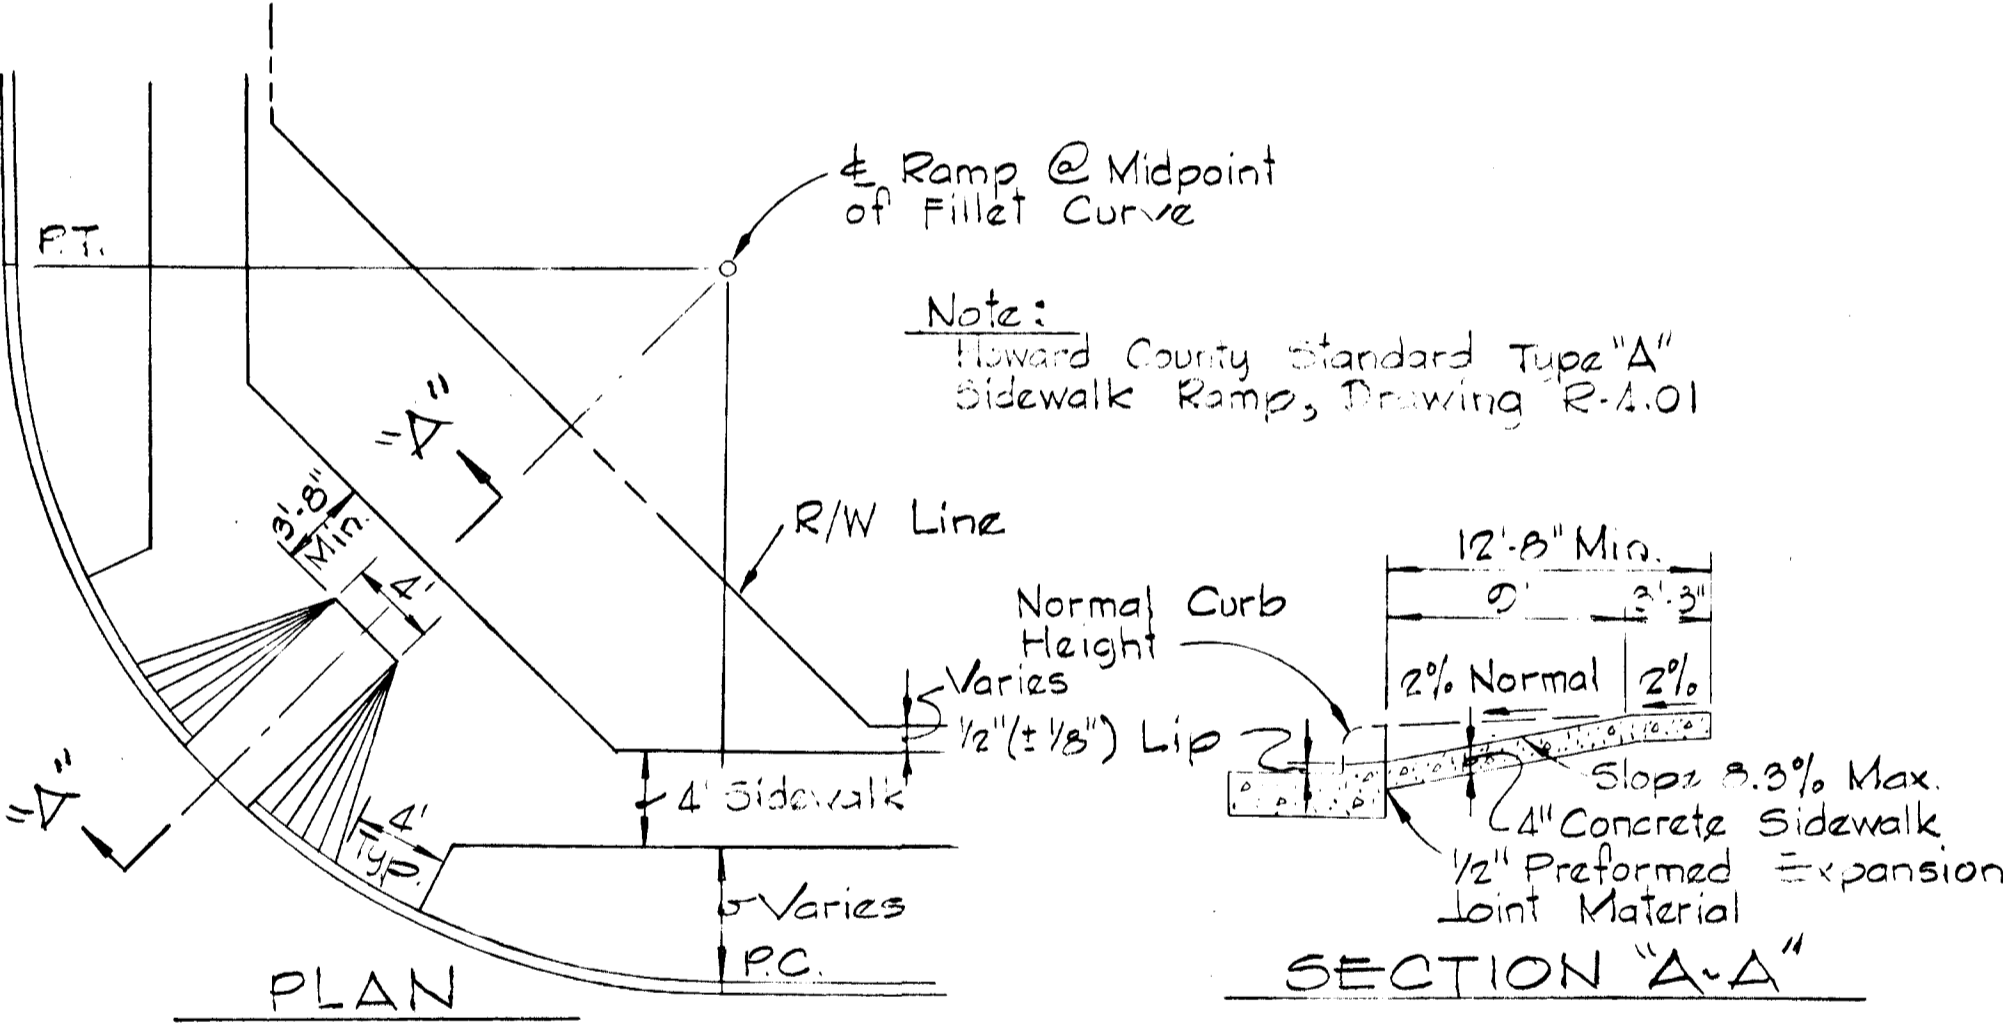 ℄ Ramp @ Midpoint
of Fillet Curve
P.T.
Note:
Howard County Standard Type "A"
Sidewalk Ramp, Drawing R-4.01
"A"
3'-8"
Min.
4'
R/W Line
Varies
4' Sidewalk
"A"
4'
Typ.
Varies
P.C.
PLAN
12'-8" Min.
9'
3'-3"
Normal Curb
Height
2% Normal
2%
1/2"(± 1/8") Lip
Slope 8.3% Max.
4" Concrete Sidewalk
1/2" Preformed Expansion
Joint Material
SECTION "A-A"